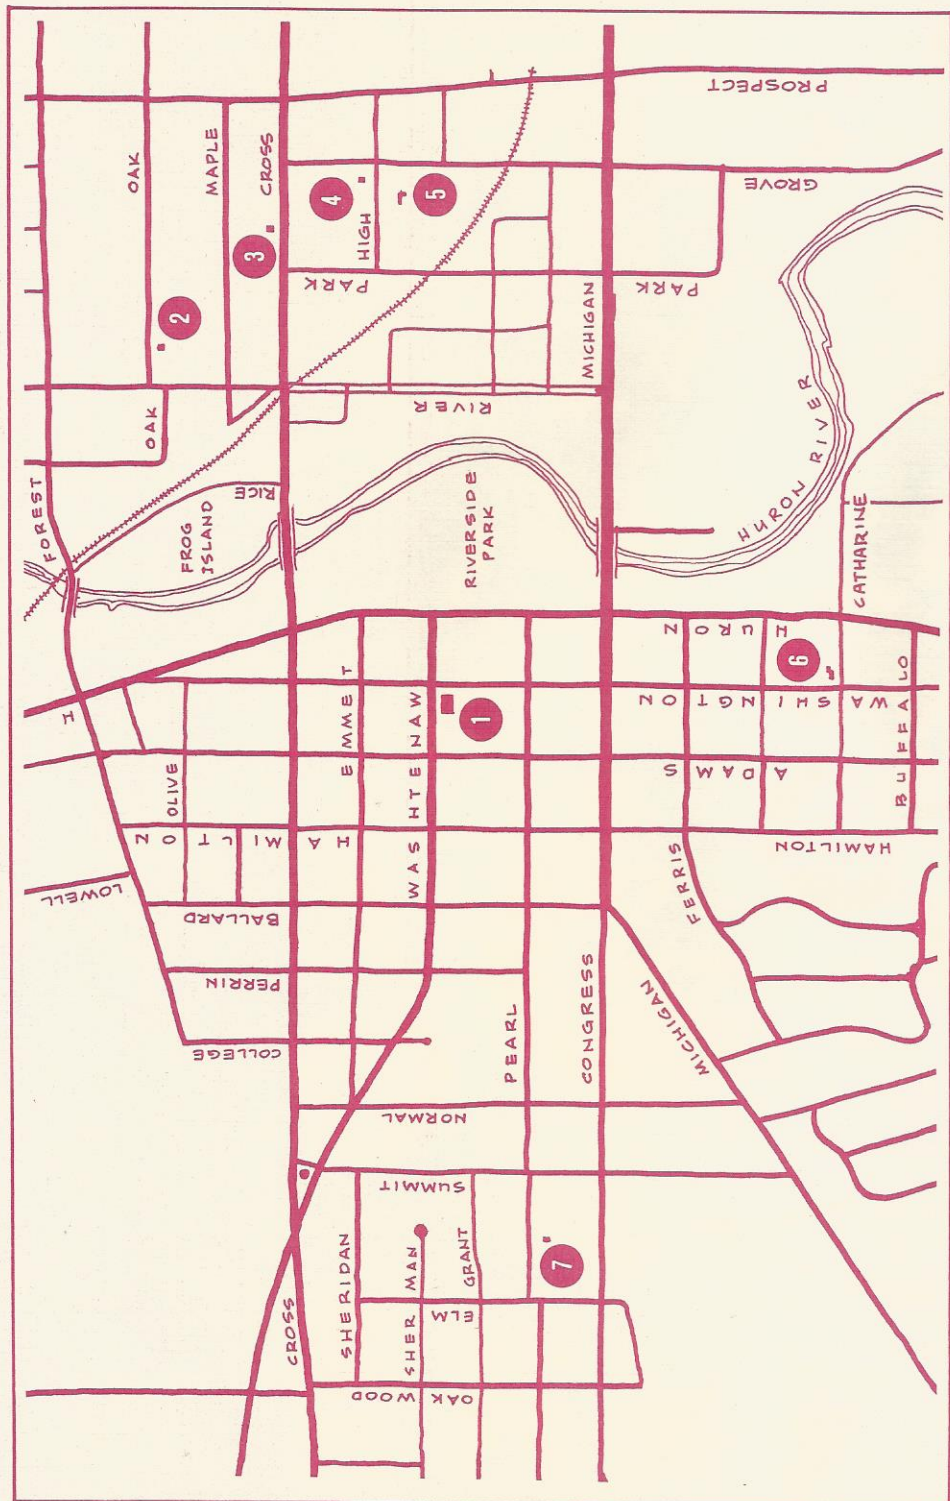 PROSPECT
OAK
MAPLE
CROSS
4
HIGH
5
GROVE
3
2
PARK
MICHIGAN
PARK
OAK
RIVER
HURON RIVER
FOREST
RICE
FROG
ISLAND
RIVERSIDE
PARK
CATHARINE
H
EMMET
WASHTENAW
1
HURON
6
WASHINGTON
BUFFALO
OLIVE
ADAMS
HAMILTON
FERRIS
HAMILTON
LOWELL
BALLARD
PERRIN
COLLEGE
PEARL
CONGRESS
MICHIGAN
NORMAL
SUMMIT
SHERIDAN
SHERMAN
GRANT
7
ELM
CROSS
OAKWOOD